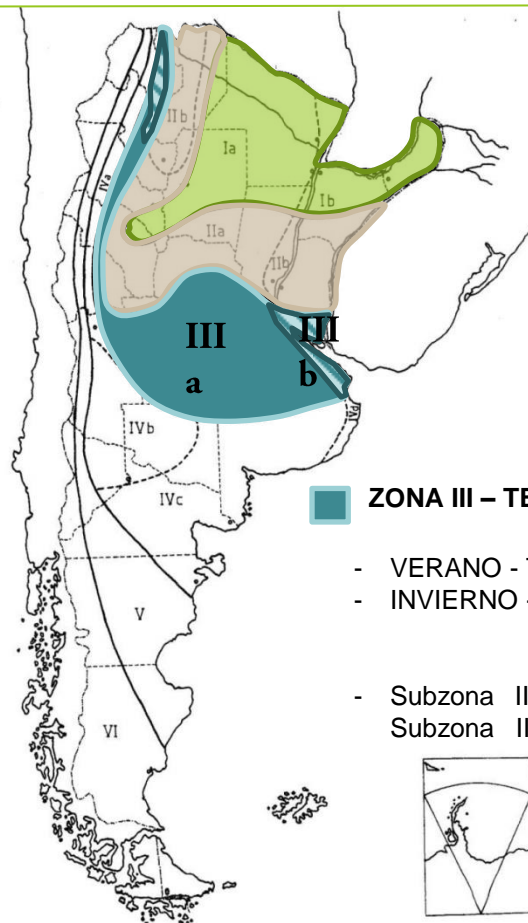 IIb
Ia
IVa
Ib
IIa
IIb
III
a
III
b
IVb
IVd
IVc
V
VI
ZONA III – TE
- VERANO -
- INVIERNO -
- Subzona II
Subzona II